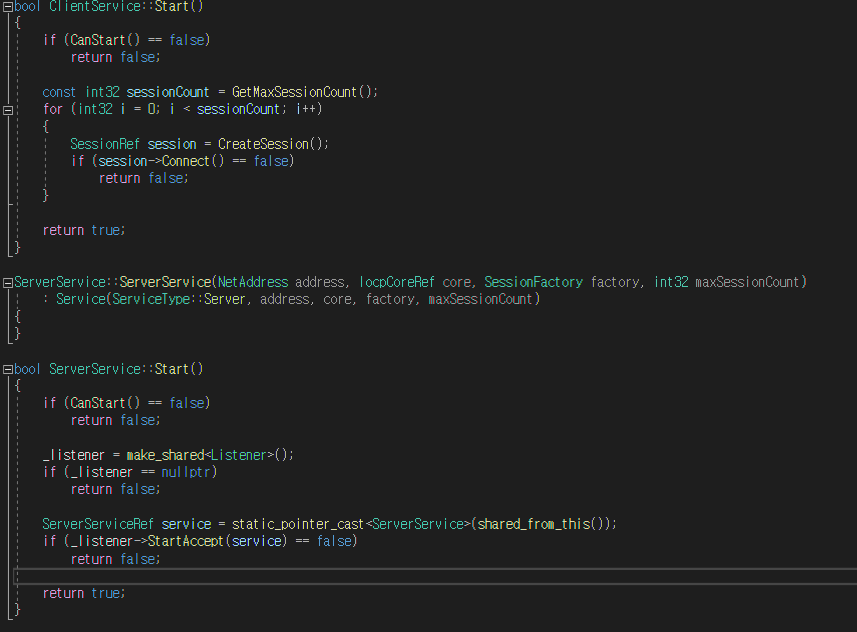 bool ClientService::Start()
{
    if (CanStart() == false)
        return false;
    const int32 sessionCount = GetMaxSessionCount();
    for (int32 i = 0; i < sessionCount; i++)
    {
        SessionRef session = CreateSession();
        if (session->Connect() == false)
            return false;
    }
    return true;
}
ServerService::ServerService(NetAddress address, IocpCoreRef core, SessionFactory factory, int32 maxSessionCount)
    : Service(ServiceType::Server, address, core, factory, maxSessionCount)
{
}
bool ServerService::Start()
{
    if (CanStart() == false)
        return false;
    _listener = make_shared<Listener>();
    if (_listener == nullptr)
        return false;
    ServerServiceRef service = static_pointer_cast<ServerService>(shared_from_this());
    if (_listener->StartAccept(service) == false)
        return false;
    return true;
}